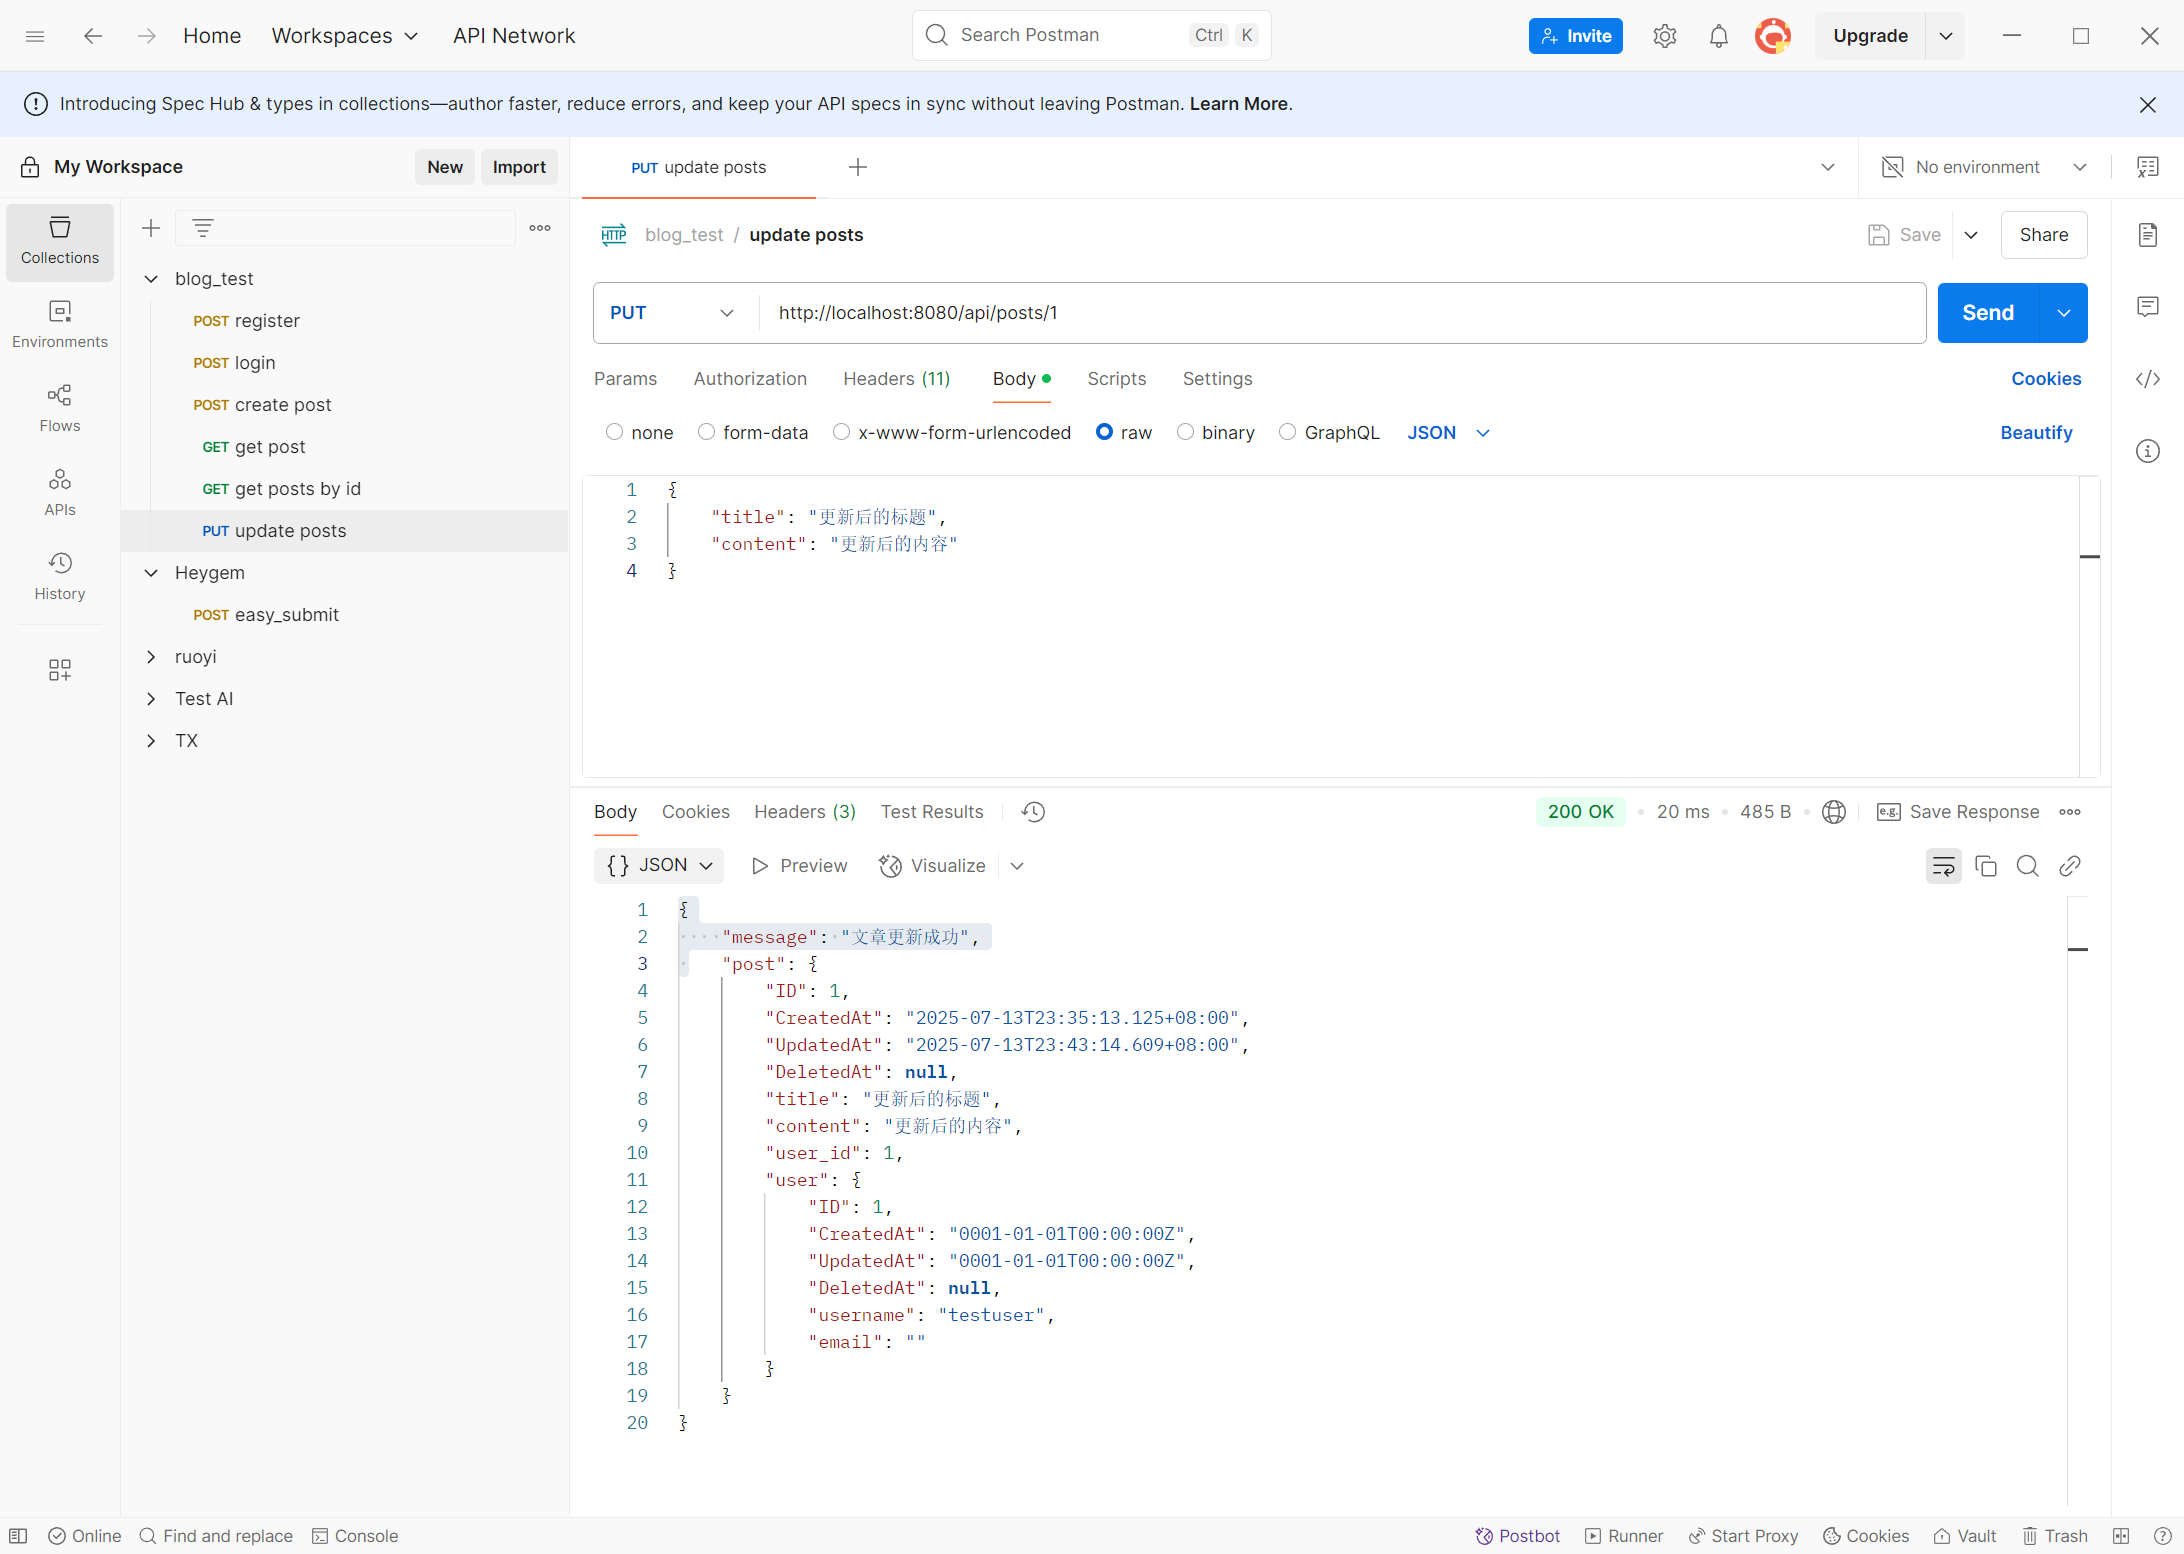 Home Workspaces API Network Search Postman Ctrl K Invite Upgrade
Introducing Spec Hub & types in collections—author faster, reduce errors, and keep your API specs in sync without leaving Postman. Learn More.
My Workspace New Import PUT update posts No environment
Collections
Environments
Flows
APIs
History
blog_test
POST register
POST login
POST create post
GET get post
GET get posts by id
PUT update posts
Heygem
POST easy_submit
ruoyi
Test AI
TX
HTTP blog_test / update posts Save Share
PUT http://localhost:8080/api/posts/1 Send
Params Authorization Headers (11) Body Scripts Settings Cookies
none form-data x-www-form-urlencoded raw binary GraphQL JSON Beautify
1 {
2 "title": "更新后的标题",
3 "content": "更新后的内容"
4 }
Body Cookies Headers (3) Test Results 200 OK 20 ms 485 B e.g. Save Response
{} JSON Preview Visualize
1 {
2 "message": "文章更新成功",
3 "post": {
4 "ID": 1,
5 "CreatedAt": "2025-07-13T23:35:13.125+08:00",
6 "UpdatedAt": "2025-07-13T23:43:14.609+08:00",
7 "DeletedAt": null,
8 "title": "更新后的标题",
9 "content": "更新后的内容",
10 "user_id": 1,
11 "user": {
12 "ID": 1,
13 "CreatedAt": "0001-01-01T00:00:00Z",
14 "UpdatedAt": "0001-01-01T00:00:00Z",
15 "DeletedAt": null,
16 "username": "testuser",
17 "email": ""
18 }
19 }
20 }
Online Find and replace Console Postbot Runner Start Proxy Cookies Vault Trash